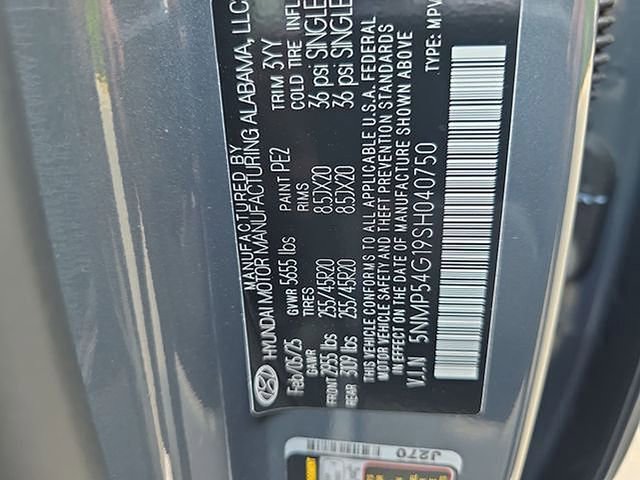 MANUFACTURED BY
HYUNDAI MOTOR MANUFACTURING ALABAMA, LLC
Feb/05/25 GVWR 5655 lbs PAINT PE2 TRIM 3YY
GAWR TIRES RIMS COLD TIRE INFL
FRONT 2955 lbs 255/45R20 8.5JX20 36 psi SINGLE
REAR 3109 lbs 255/45R20 8.5JX20 36 psi SINGLE
THIS VEHICLE CONFORMS TO ALL APPLICABLE U.S.A. FEDERAL
MOTOR VEHICLE SAFETY AND THEFT PREVENTION STANDARDS
IN EFFECT ON THE DATE OF MANUFACTURE SHOWN ABOVE
V.I.N 5NMP54G19SH040750 TYPE: MPV
J270